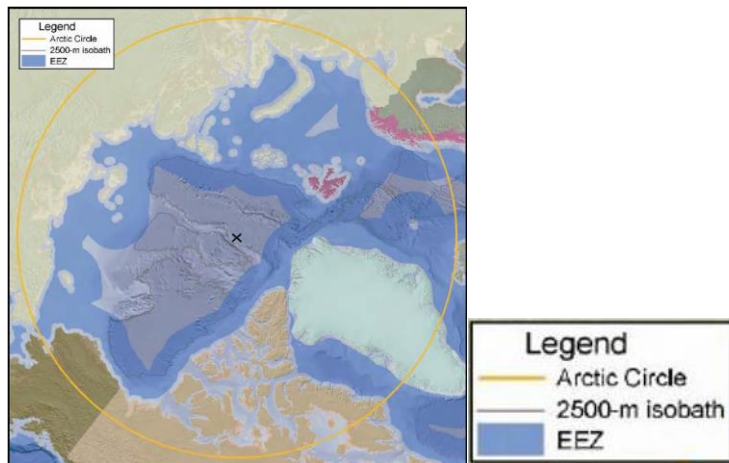 Legend
Arctic Circle
2500-m isobath
EEZ
Legend
Arctic Circle
2500-m isobath
EEZ